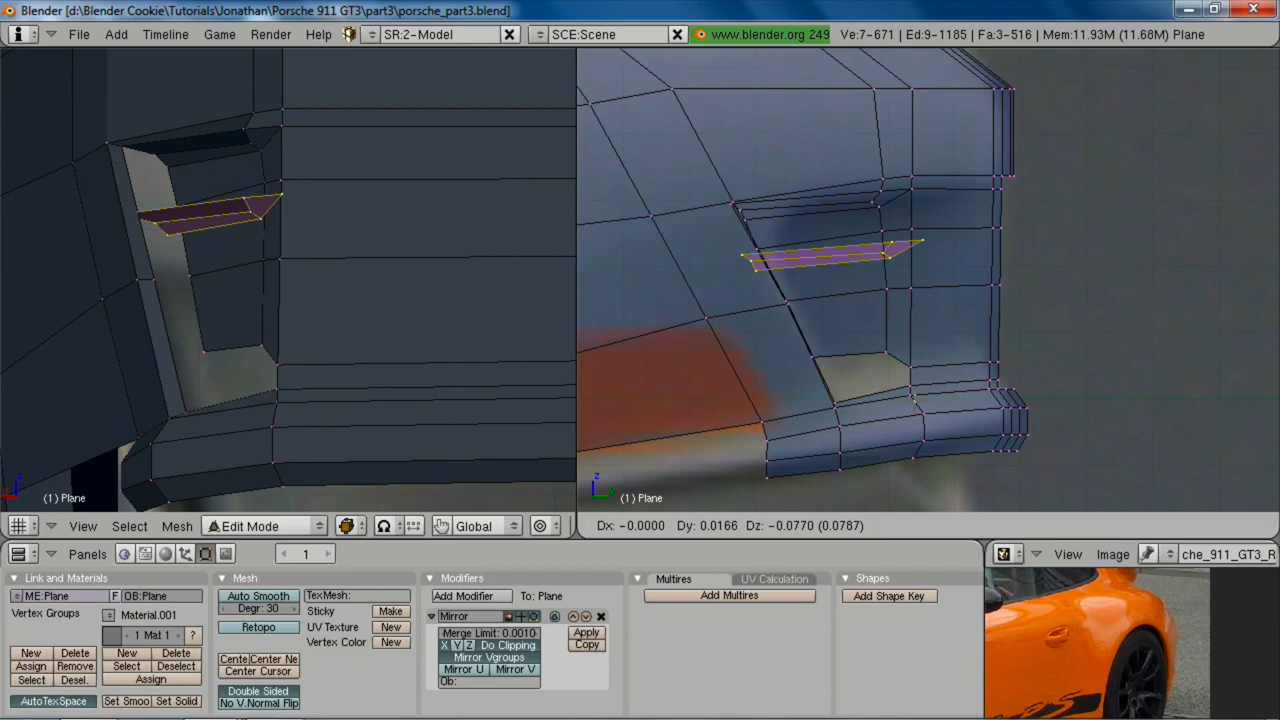 Blender [d:\Blender Cookie\Tutorials\Jonathan\Porsche 911 GT3\part3\porsche_part3.blend]
File Add Timeline Game Render Help SR:2-Model SCE:Scene www.blender.org 249 Ve:7-671 | Ed:9-1185 | Fa:3-516 | Mem:11.93M (11.68M) Plane
z
(1) Plane
z
(1) Plane
View Select Mesh Edit Mode Global
Dx: -0.0000 Dy: 0.0166 Dz: -0.0770 (0.0787)
Panels 1
View Image che_911_GT3_R
Link and Materials
ME:Plane F OB:Plane
Vertex Groups
Material.001
1 Mat 1 ?
New Delete New Delete
Assign Remove Select Deselect
Select Desel. Assign
AutoTexSpace Set Smoo Set Solid
Mesh
Auto Smooth
Degr: 30
Retopo
TexMesh:
Sticky Make
UV Texture New
Vertex Color New
Cente Center Ne
Center Cursor
Double Sided
No V.Normal Flip
Modifiers
Add Modifier To: Plane
Mirror
Merge Limit: 0.0010 Apply
X Y Z Do Clipping Copy
Mirror Vgroups
Mirror U Mirror V
Ob:
Multires UV Calculation
Add Multires
Shapes
Add Shape Key